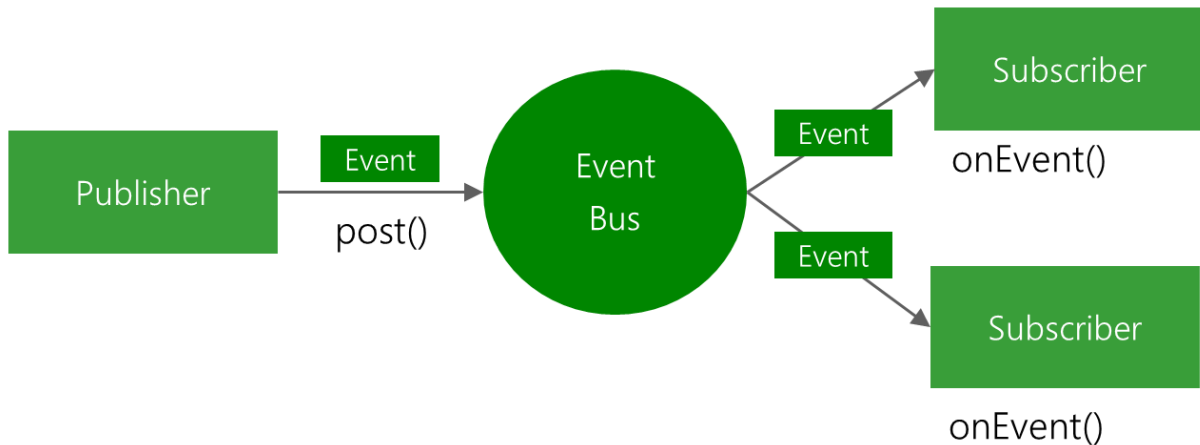 Publisher
Event
post()
Event
Bus
Event
Subscriber
onEvent()
Event
Subscriber
onEvent()